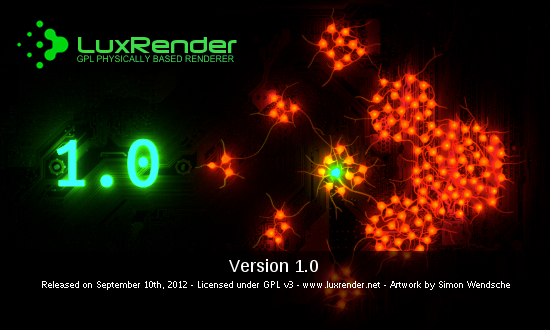 LuxRender
GPL PHYSICALLY BASED RENDERER
1.0
Version 1.0
Released on September 10th, 2012 - Licensed under GPL v3 - www.luxrender.net - Artwork by Simon Wendsche